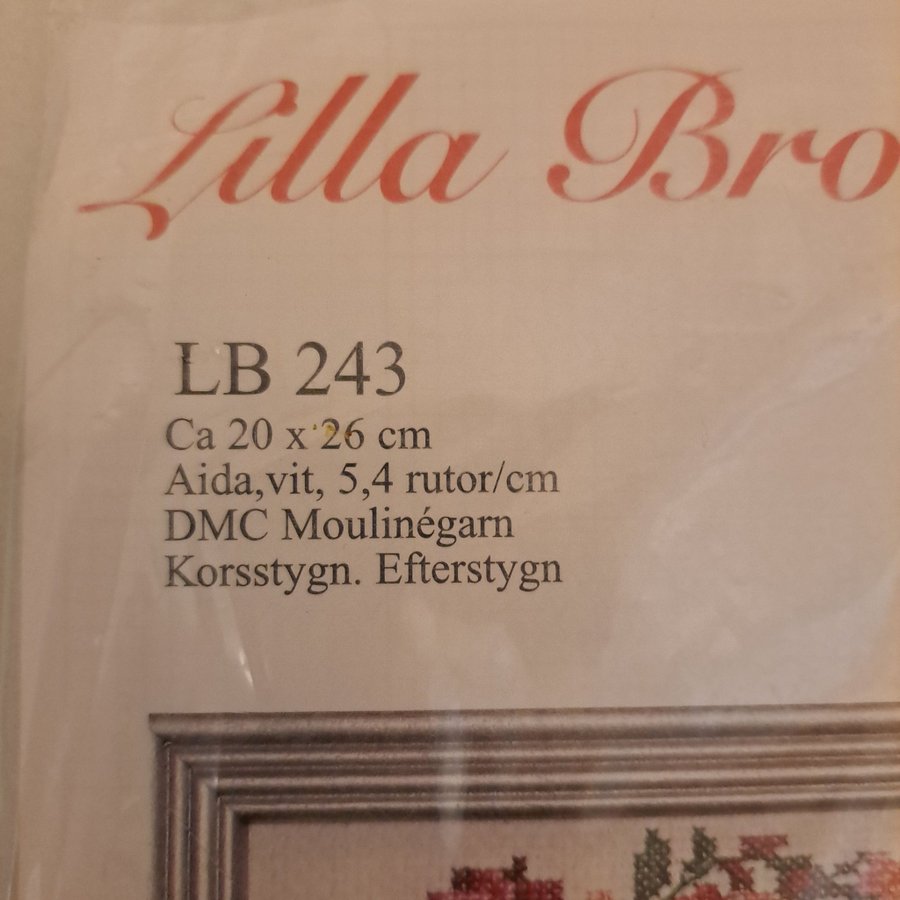 Lilla Bro
LB 243
Ca 20 x 26 cm
Aida,vit, 5,4 rutor/cm
DMC Moulinégarn
Korsstygn. Efterstygn